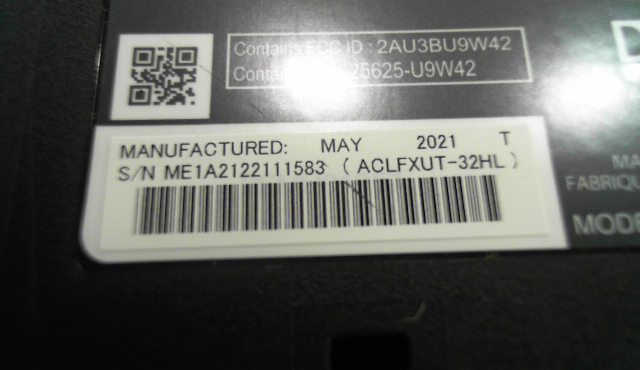 Contains FCC ID : 2AU3BU9W42
25625-U9W42
MANUFACTURED: MAY 2021 T
S/N ME1A2122111583 ( ACLFXUT-32HL )